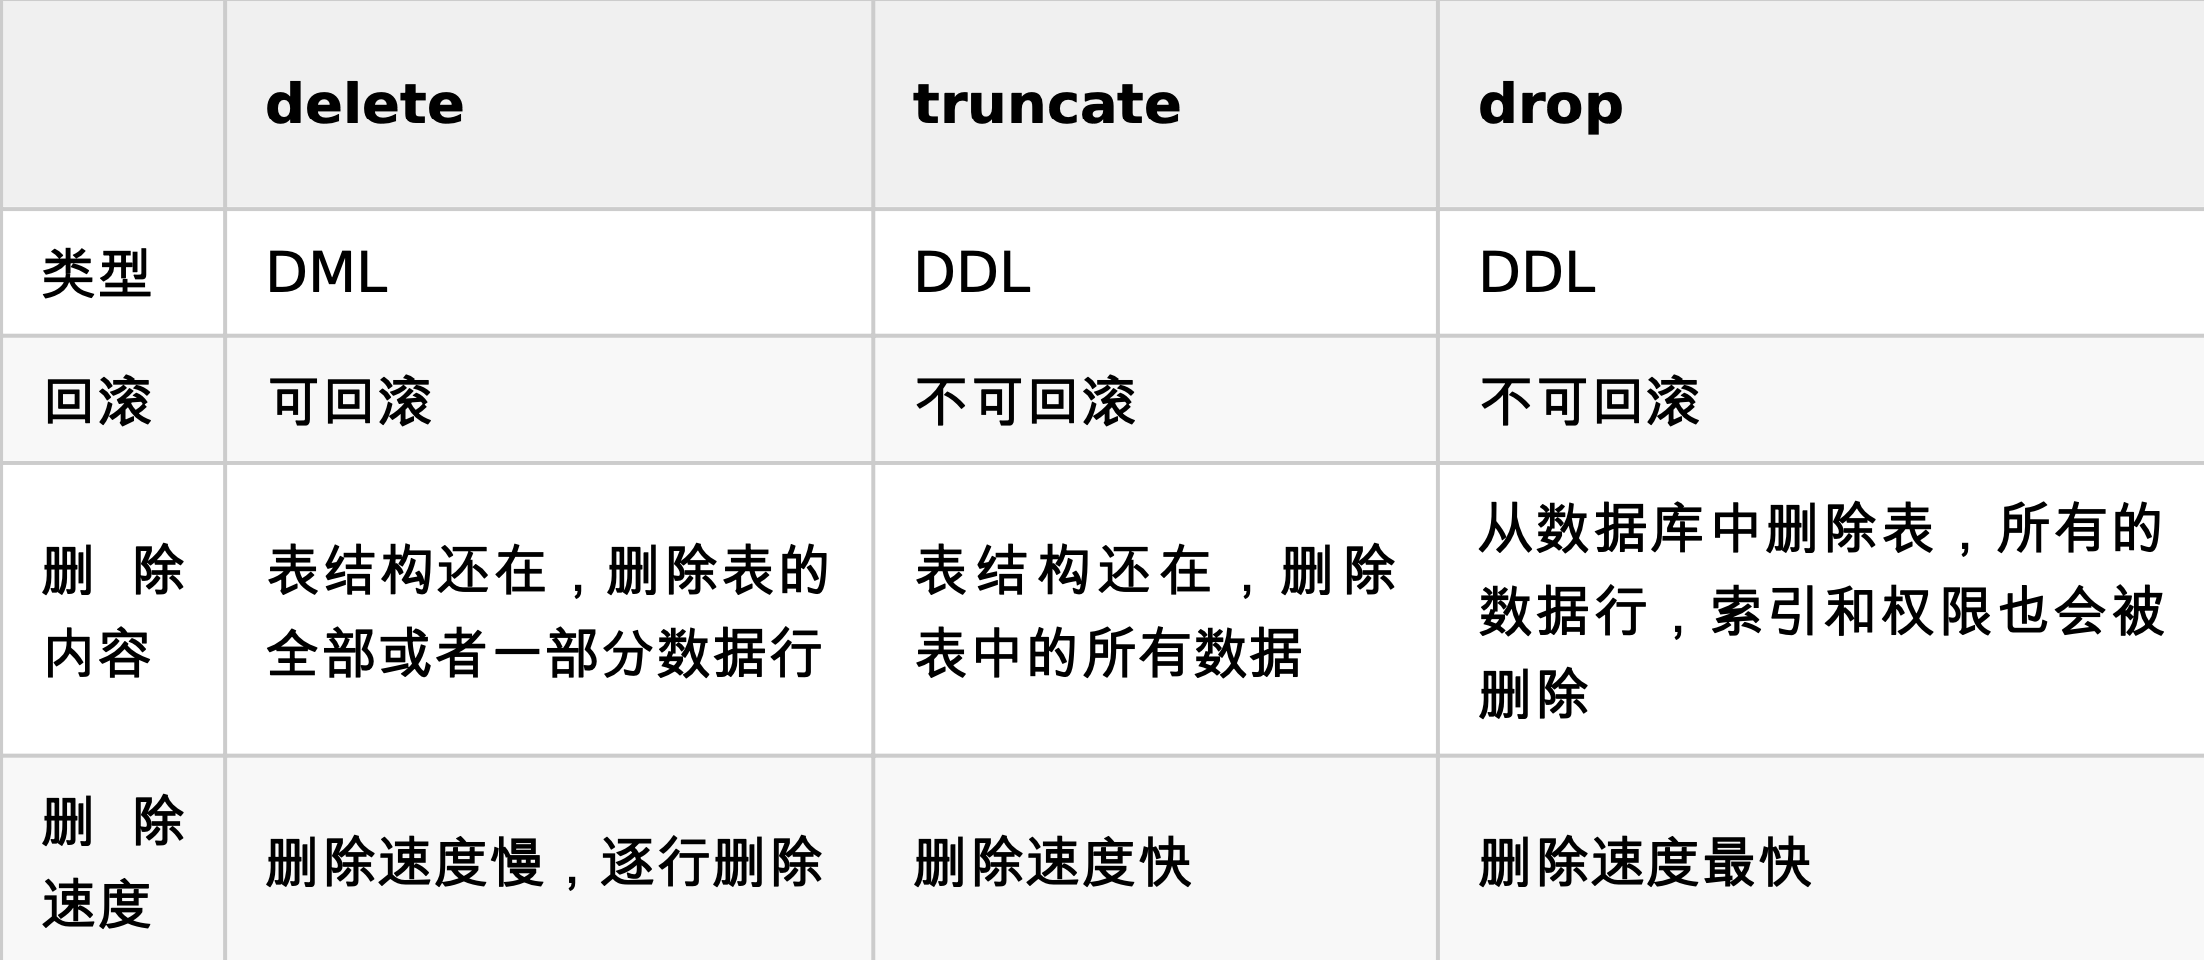 delete truncate drop
类型 DML DDL DDL
回滚 可回滚 不可回滚 不可回滚
删 除
内容
表结构还在，删除表的
全部或者一部分数据行
表结构还在，删除
表中的所有数据
从数据库中删除表，所有的
数据行，索引和权限也会被
删除
删 除
速度
删除速度慢，逐行删除
删除速度快
删除速度最快